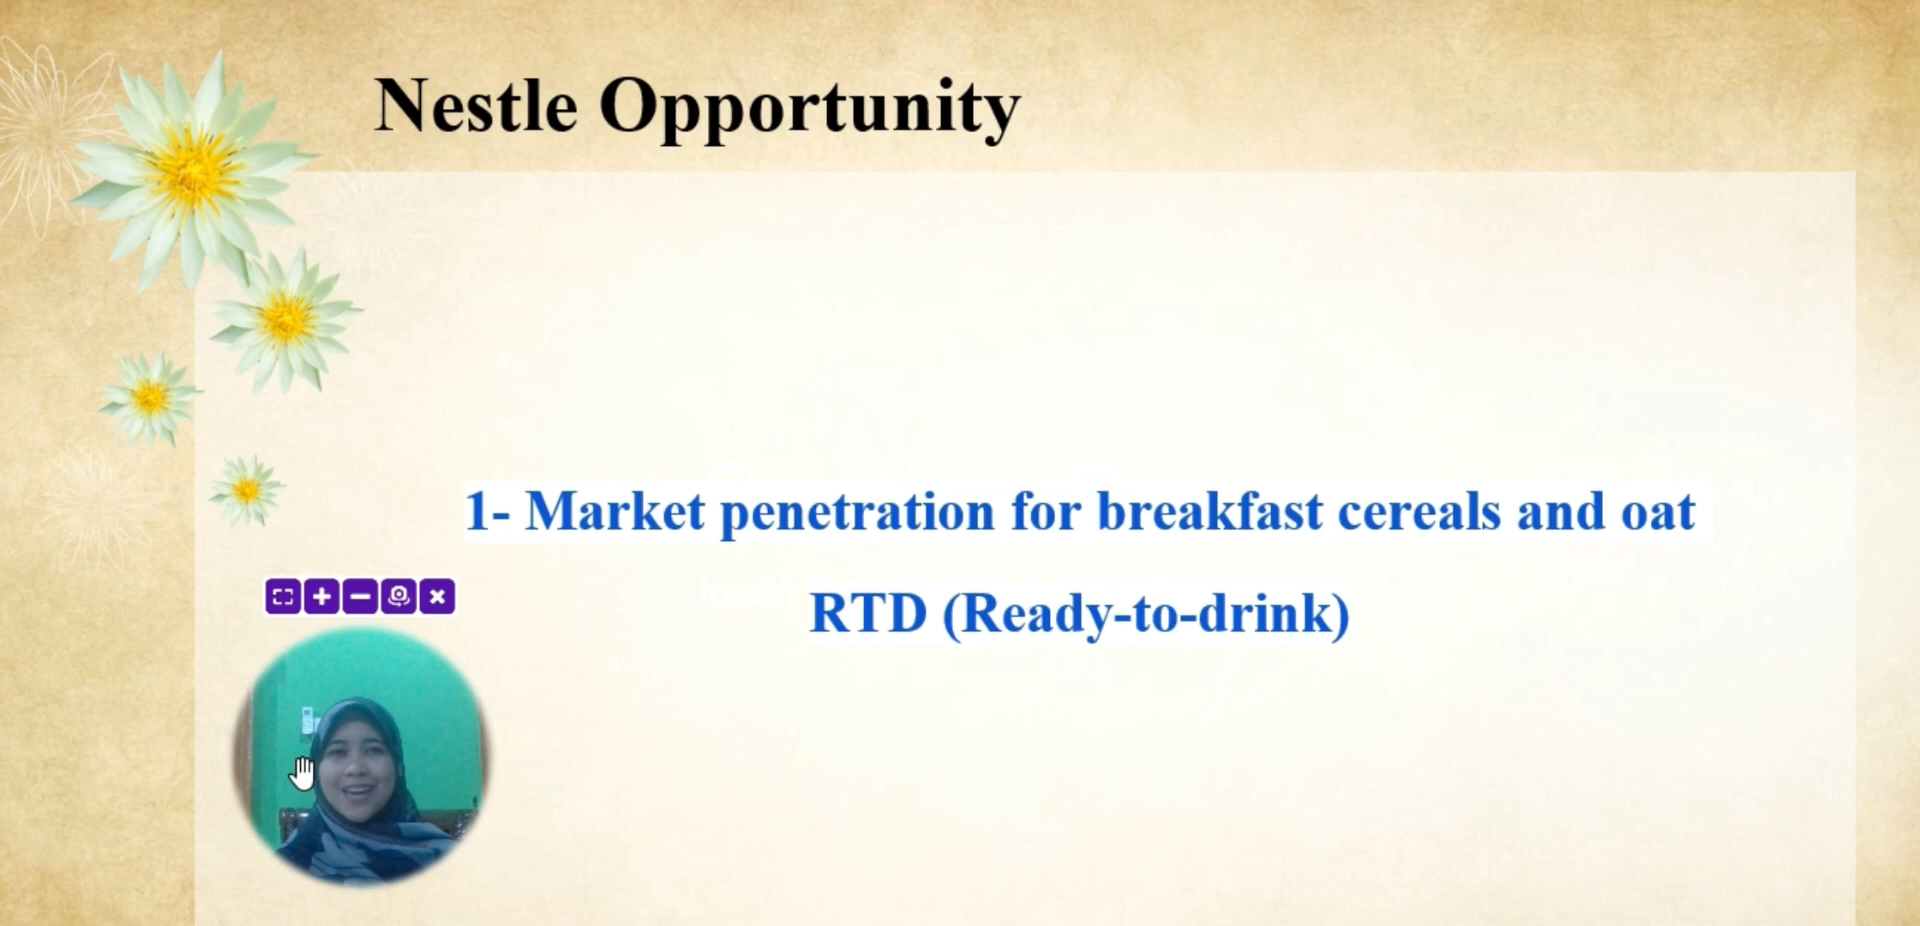 Nestle Opportunity
1- Market penetration for breakfast cereals and oat
RTD (Ready-to-drink)